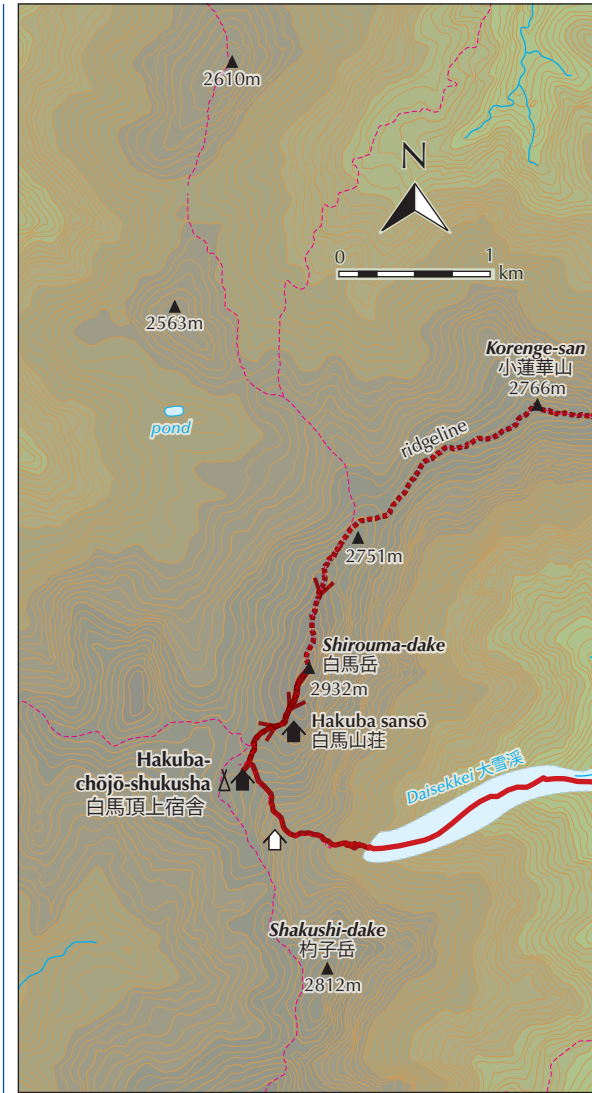 2610m
N
0 1
km
2563m
Korenge-san
小蓮華山
2766m
pond
ridgeline
2751m
Shirouma-dake
白馬岳
2932m
Hakuba sansō
白馬山荘
Hakuba-
chōjō-shukusha
白馬頂上宿舎
Daisekkei 大雪渓
Shakushi-dake
杓子岳
2812m